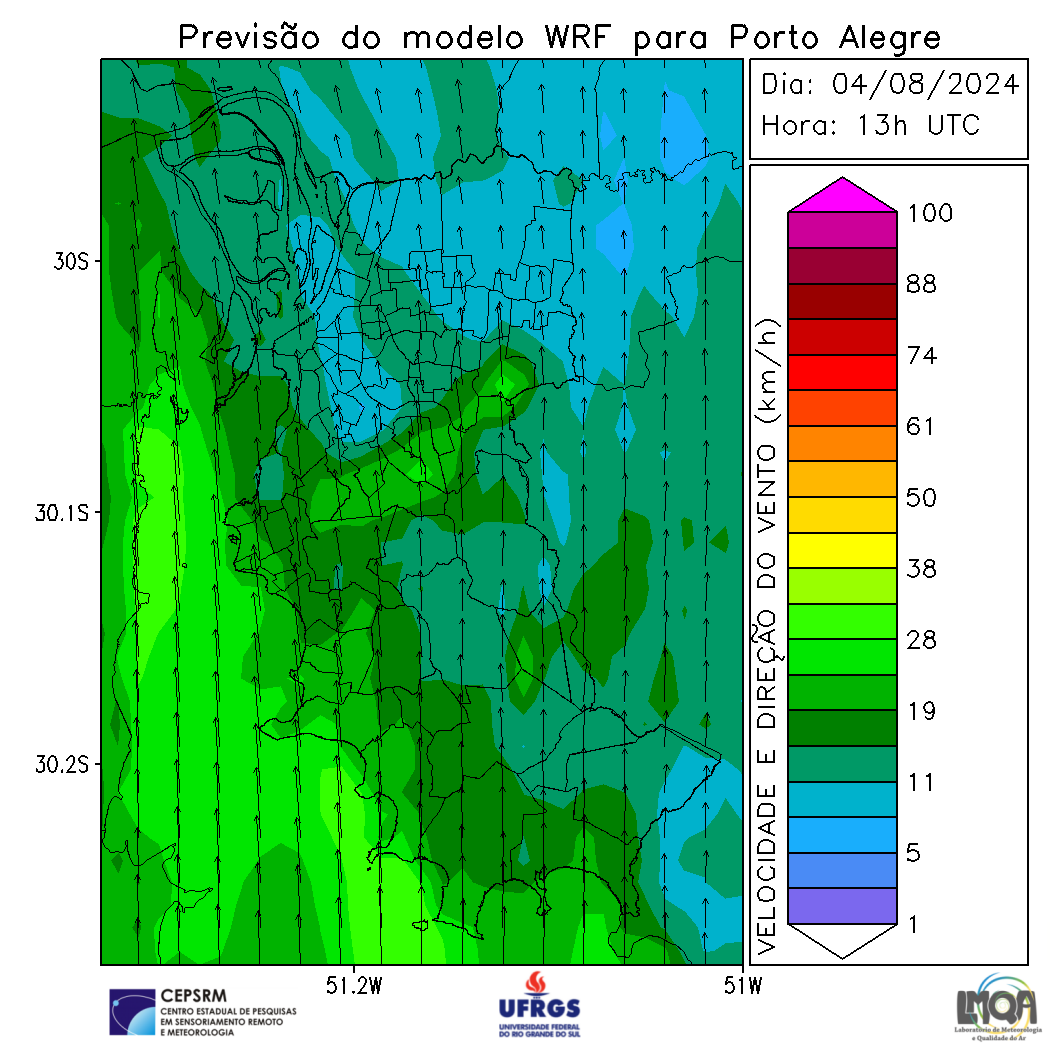 Previsão do modelo WRF para Porto Alegre
Dia: 04/08/2024
Hora: 13h UTC
30S
30.1S
30.2S
51.2W
51W
VELOCIDADE E DIREÇÃO DO VENTO (km/h)
100
88
74
61
50
38
28
19
11
5
1
CEPSRM
CENTRO ESTADUAL DE PESQUISAS
EM SENSORIAMENTO REMOTO
E METEOROLOGIA
UFRGS
UNIVERSIDADE FEDERAL
DO RIO GRANDE DO SUL
LMQA
Laboratório de Meteorologia
e Qualidade do Ar